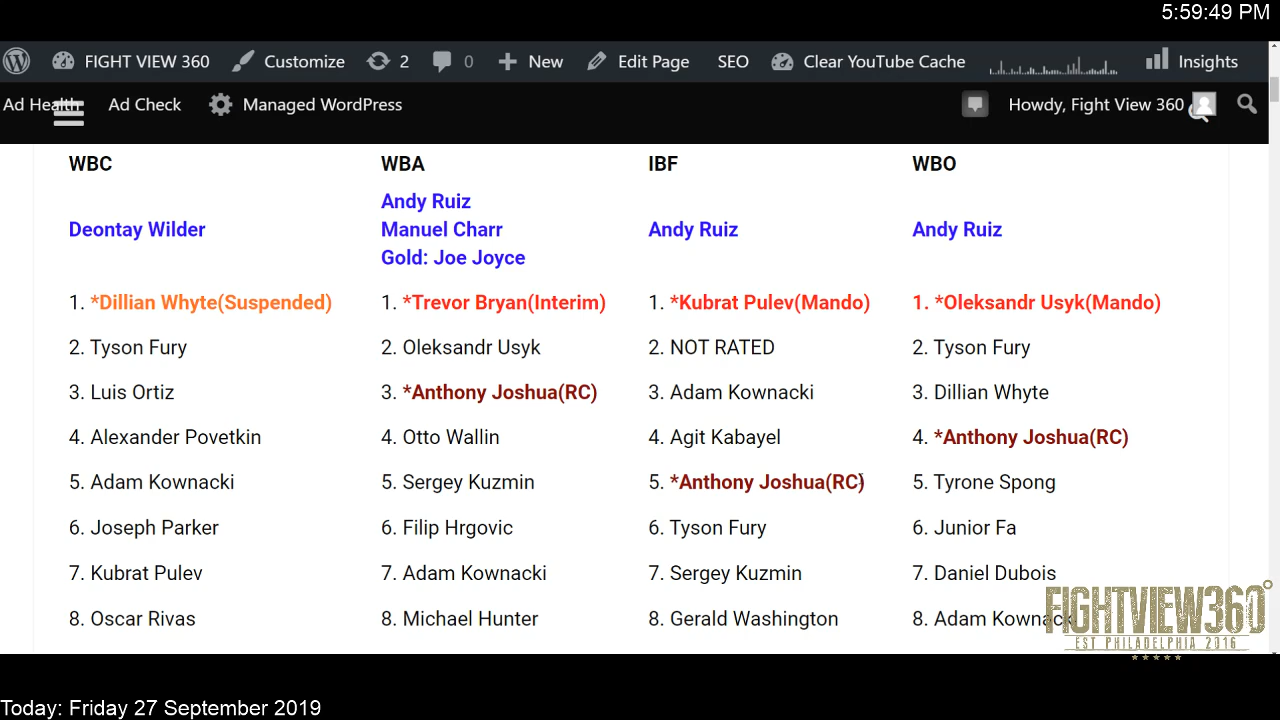 5:59:49 PM
FIGHT VIEW 360 Customize 2 0 New Edit Page SEO Clear YouTube Cache Insights
Ad Health Ad Check Managed WordPress Howdy, Fight View 360
WBC WBA IBF WBO
Andy Ruiz
Deontay Wilder Manuel Charr Andy Ruiz Andy Ruiz
Gold: Joe Joyce
1. *Dillian Whyte(Suspended) 1. *Trevor Bryan(Interim) 1. *Kubrat Pulev(Mando) 1. *Oleksandr Usyk(Mando)
2. Tyson Fury 2. Oleksandr Usyk 2. NOT RATED 2. Tyson Fury
3. Luis Ortiz 3. *Anthony Joshua(RC) 3. Adam Kownacki 3. Dillian Whyte
4. Alexander Povetkin 4. Otto Wallin 4. Agit Kabayel 4. *Anthony Joshua(RC)
5. Adam Kownacki 5. Sergey Kuzmin 5. *Anthony Joshua(RC) 5. Tyrone Spong
6. Joseph Parker 6. Filip Hrgovic 6. Tyson Fury 6. Junior Fa
7. Kubrat Pulev 7. Adam Kownacki 7. Sergey Kuzmin 7. Daniel Dubois
8. Oscar Rivas 8. Michael Hunter 8. Gerald Washington 8. Adam Kownacki
FIGHTVIEW360°
EST PHILADELPHIA 2016
Today: Friday 27 September 2019